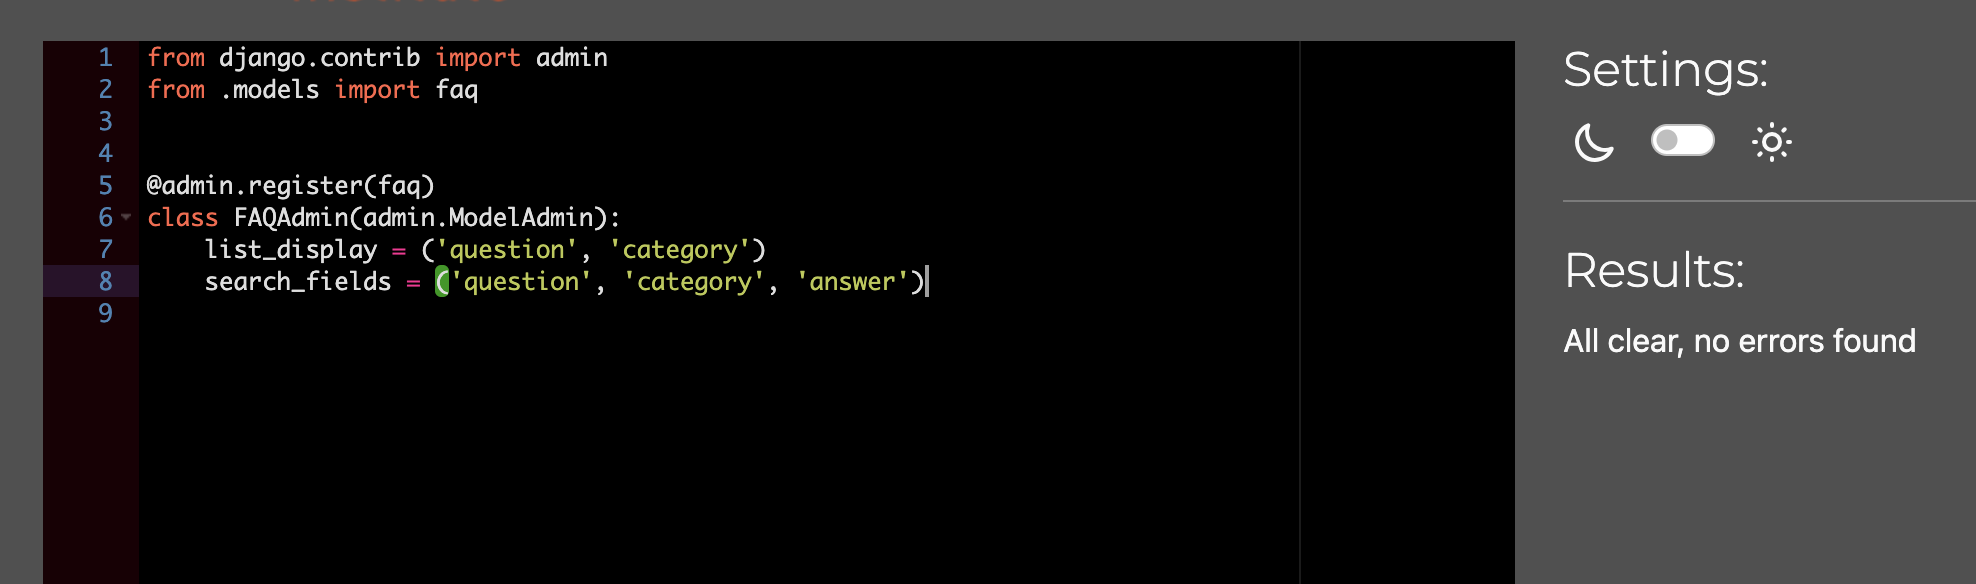 1 from django.contrib import admin
2 from .models import faq
3
4
5 @admin.register(faq)
6 class FAQAdmin(admin.ModelAdmin):
7     list_display = ('question', 'category')
8     search_fields = ('question', 'category', 'answer')
9
Settings:
Results:
All clear, no errors found